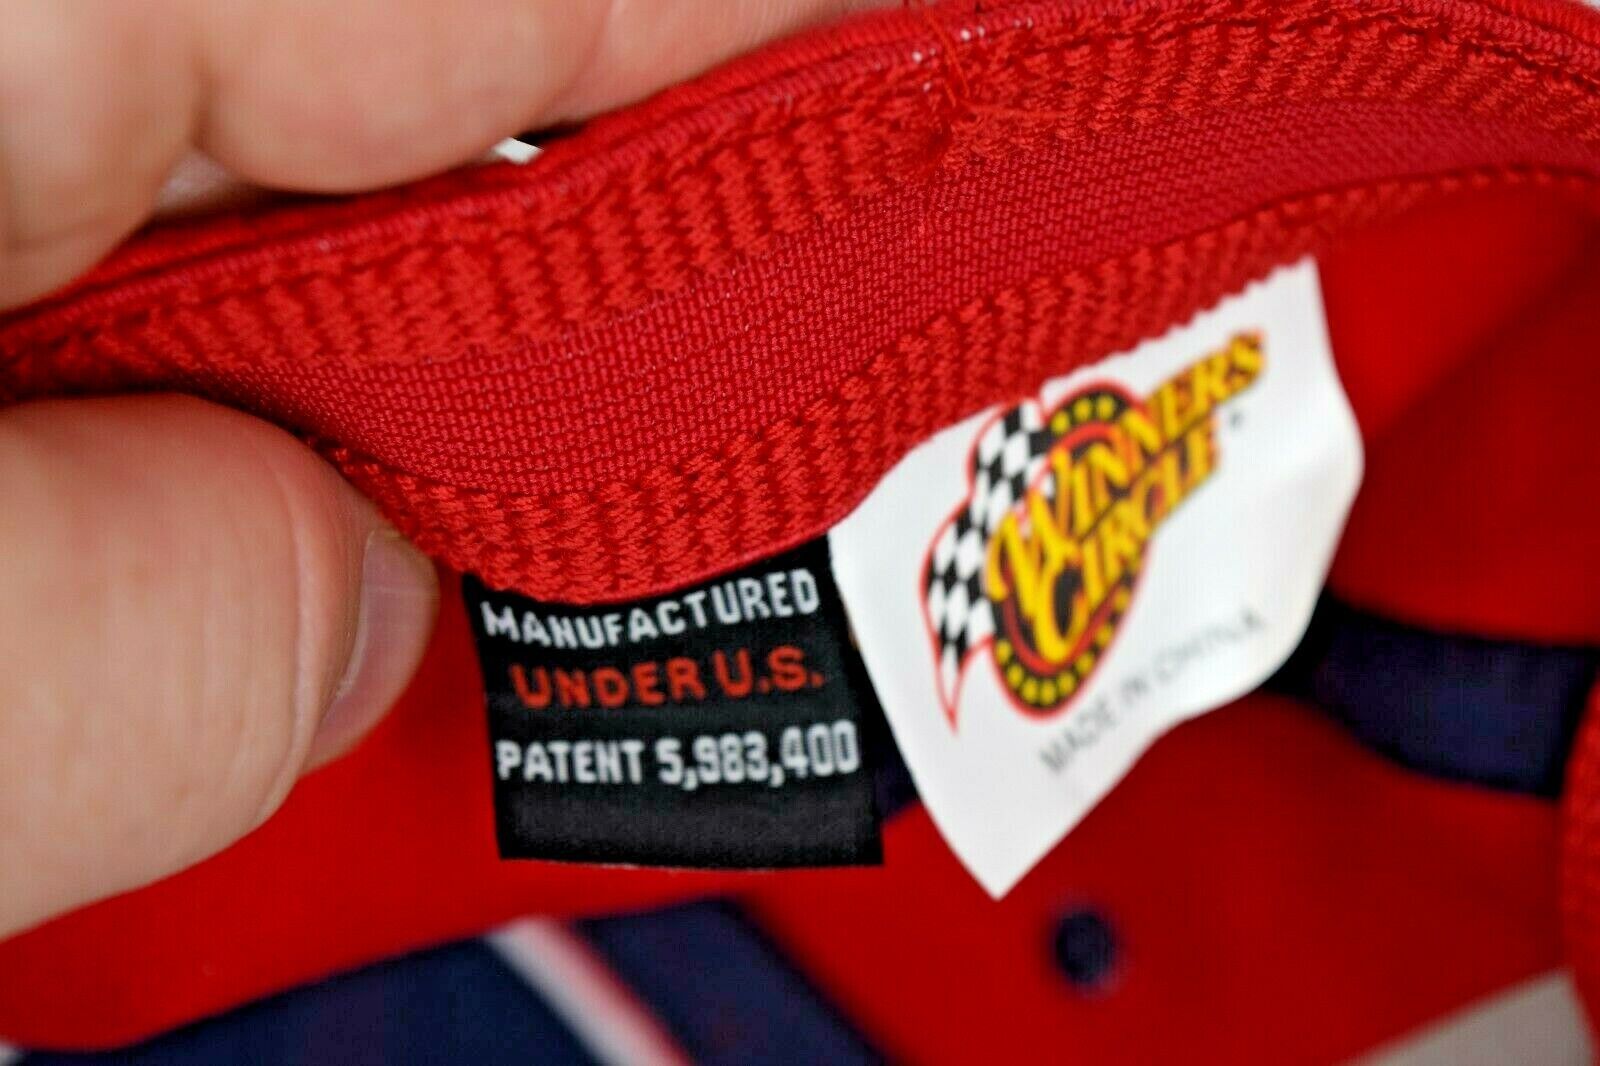 MANUFACTURED
UNDER U.S.
PATENT 5,983,400
WINNERS
CIRCLE
MADE IN CHINA